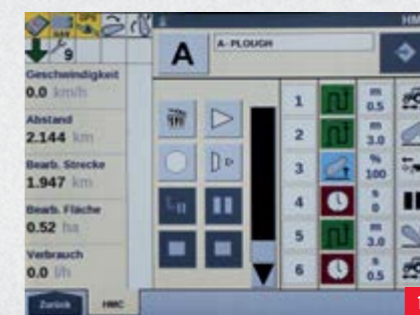 HM
9
A
A- PLOUGH
Geschwindigkeit
0.0 km/h
Abstand
2.144 km
Bearb. Strecke
1.947 km
Bearb. Fläche
0.52 ha
Verbrauch
0.0 l/h
1 m 0.5
2 m 3.0
3 % 100
4 s 0
5 m 3.0
6 s 0.5
Zurück HMC
1